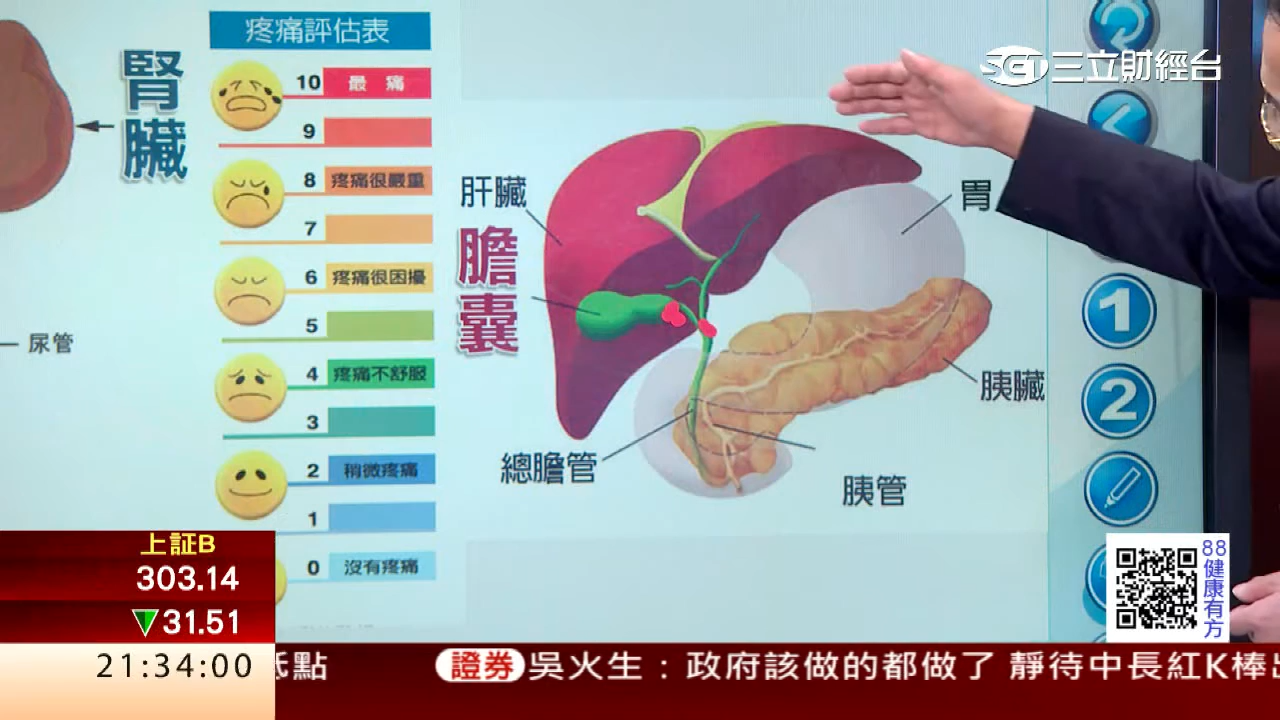 疼痛評估表
腎臟
10 最痛
9
8 疼痛很嚴重
7
6 疼痛很困擾
5
4 疼痛不舒服
3
2 稍微疼痛
1
0 沒有疼痛
尿管
肝臟
膽囊
胃
胰臟
總膽管
胰管
三立財經台
1
2
88健康有方
上証B
303.14
▼31.51
21:34:00
點
證券 吳火生：政府該做的都做了 靜待中長紅K棒